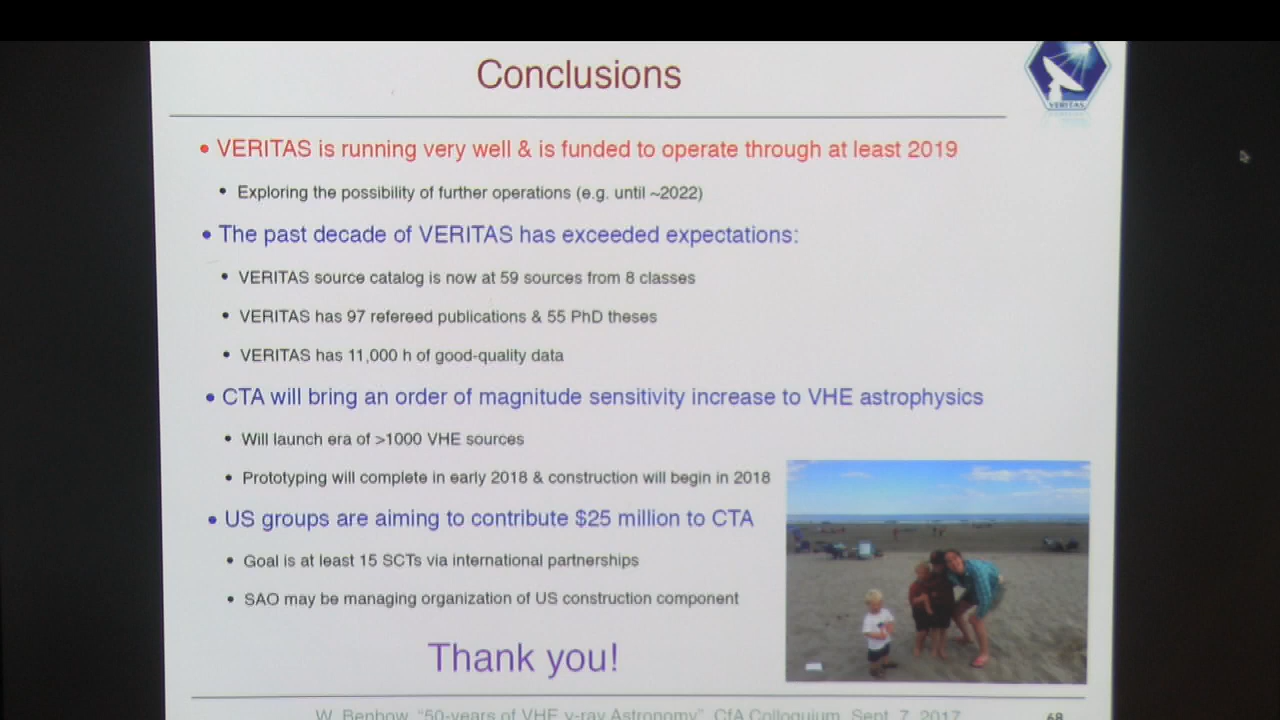 Conclusions
VERITAS
• VERITAS is running very well & is funded to operate through at least 2019
• Exploring the possibility of further operations (e.g. until ~2022)
• The past decade of VERITAS has exceeded expectations:
• VERITAS source catalog is now at 59 sources from 8 classes
• VERITAS has 97 refereed publications & 55 PhD theses
• VERITAS has 11,000 h of good-quality data
• CTA will bring an order of magnitude sensitivity increase to VHE astrophysics
• Will launch era of >1000 VHE sources
• Prototyping will complete in early 2018 & construction will begin in 2018
• US groups are aiming to contribute $25 million to CTA
• Goal is at least 15 SCTs via international partnerships
• SAO may be managing organization of US construction component
Thank you!
W. Benbow, "50-years of VHE γ-ray Astronomy", CfA Colloquium, Sept. 7, 2017
68